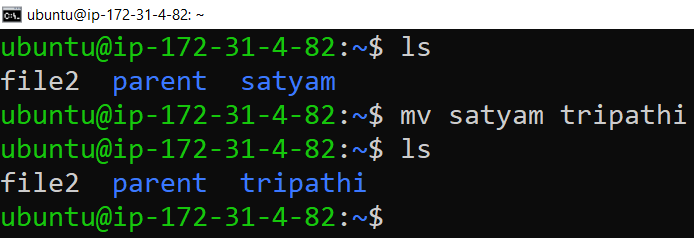 ubuntu@ip-172-31-4-82: ~
ubuntu@ip-172-31-4-82:~$ ls
file2  parent  satyam
ubuntu@ip-172-31-4-82:~$ mv satyam tripathi
ubuntu@ip-172-31-4-82:~$ ls
file2  parent  tripathi
ubuntu@ip-172-31-4-82:~$